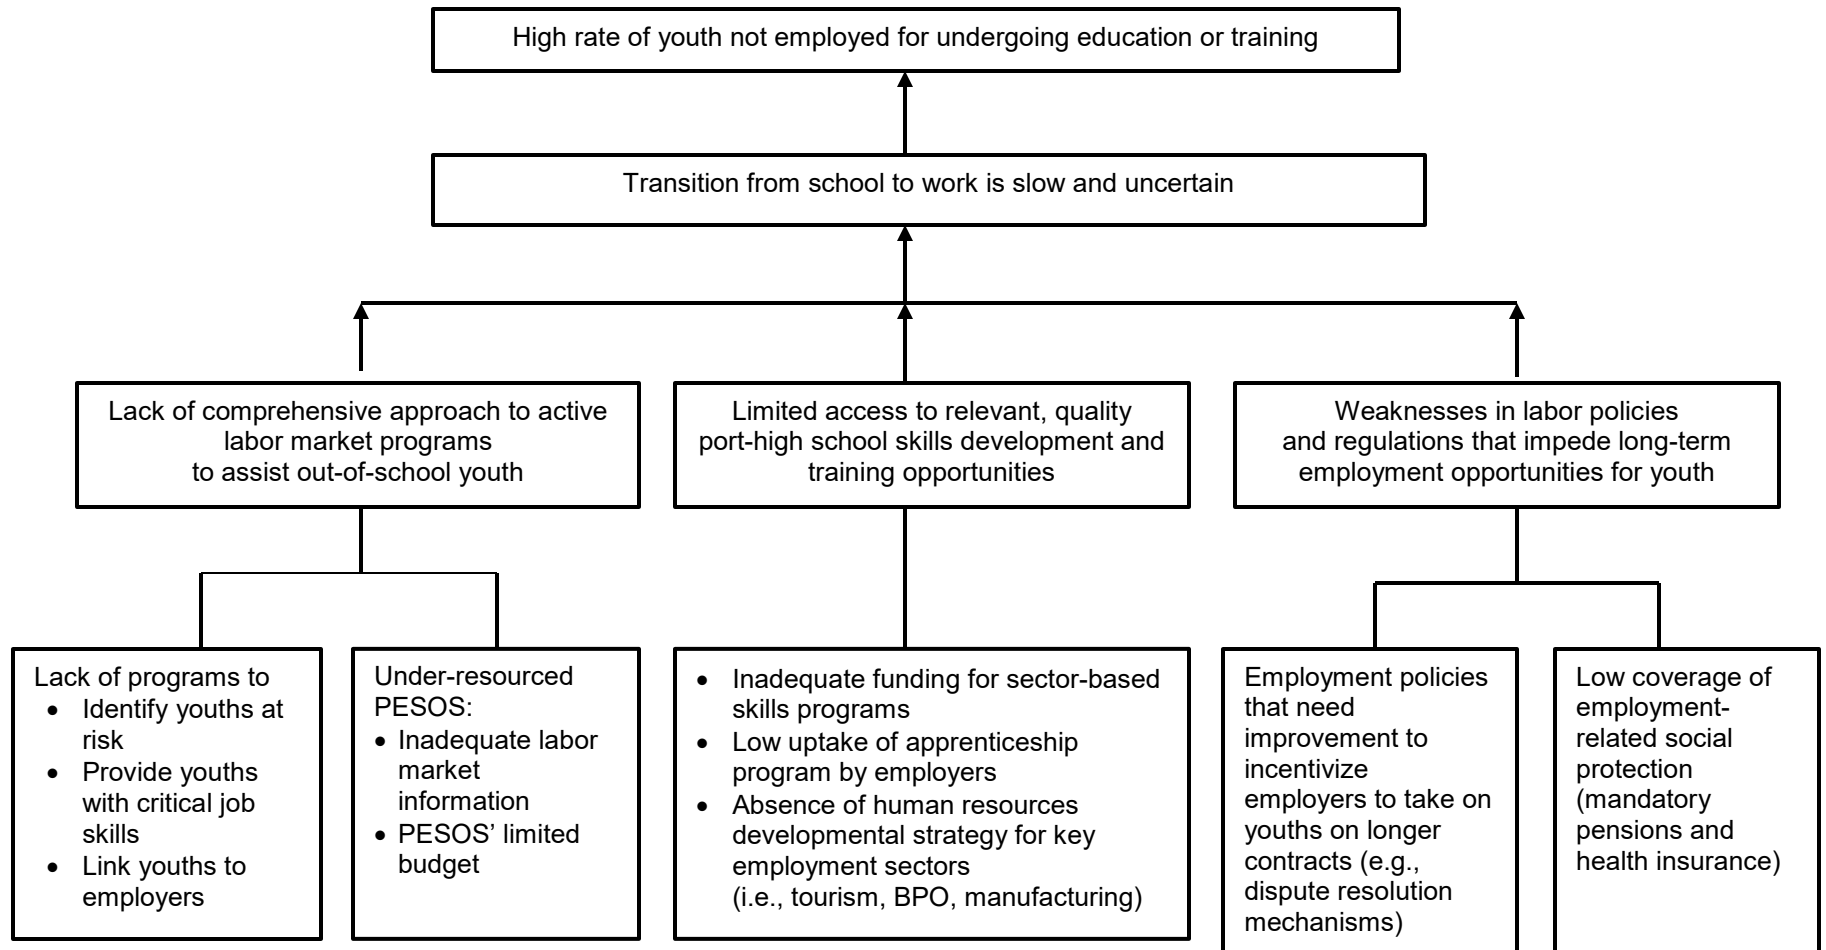 High rate of youth not employed for undergoing education or training
Transition from school to work is slow and uncertain
Lack of comprehensive approach to active
labor market programs
to assist out-of-school youth
Limited access to relevant, quality
port-high school skills development and
training opportunities
Weaknesses in labor policies
and regulations that impede long-term
employment opportunities for youth
Lack of programs to
• Identify youths at
risk
• Provide youths
with critical job
skills
• Link youths to
employers
Under-resourced
PESOS:
• Inadequate labor
market
information
• PESOS’ limited
budget
• Inadequate funding for sector-based
skills programs
• Low uptake of apprenticeship
program by employers
• Absence of human resources
developmental strategy for key
employment sectors
(i.e., tourism, BPO, manufacturing)
Employment policies
that need
improvement to
incentivize
employers to take on
youths on longer
contracts (e.g.,
dispute resolution
mechanisms)
Low coverage of
employment-
related social
protection
(mandatory
pensions and
health insurance)